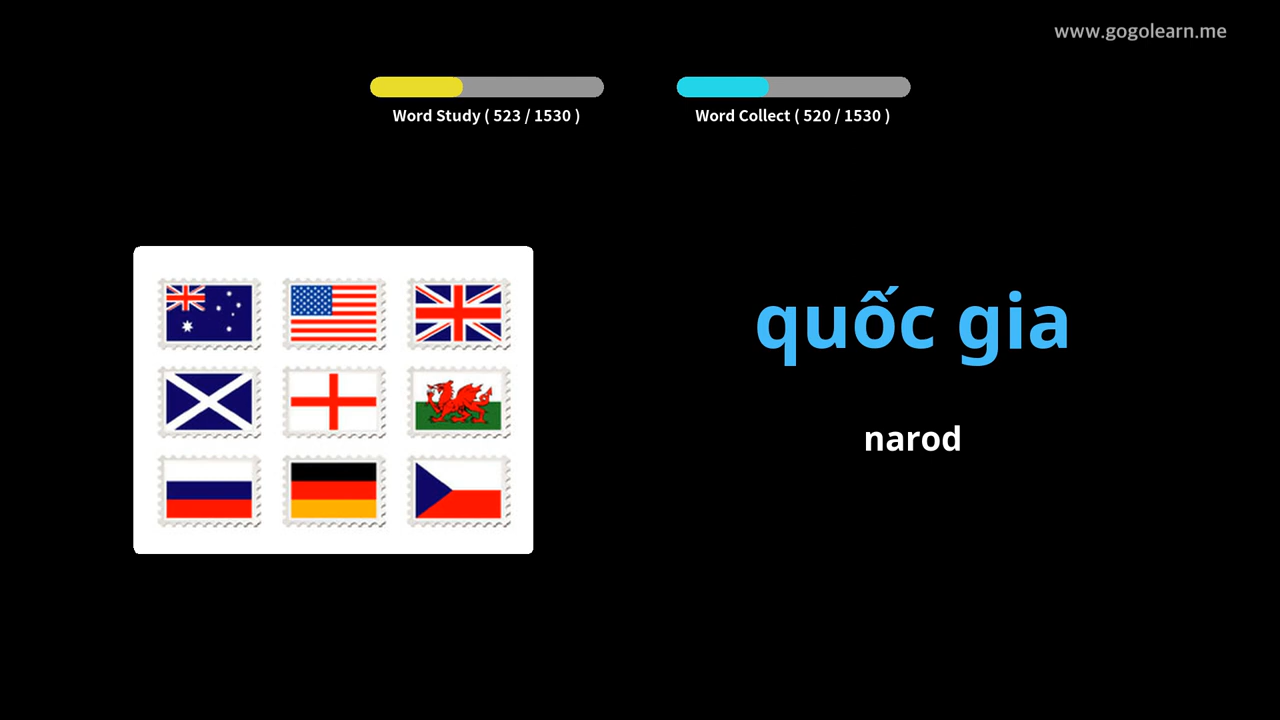 www.gogolearn.me
Word Study ( 523 / 1530 )
Word Collect ( 520 / 1530 )
quốc gia
narod